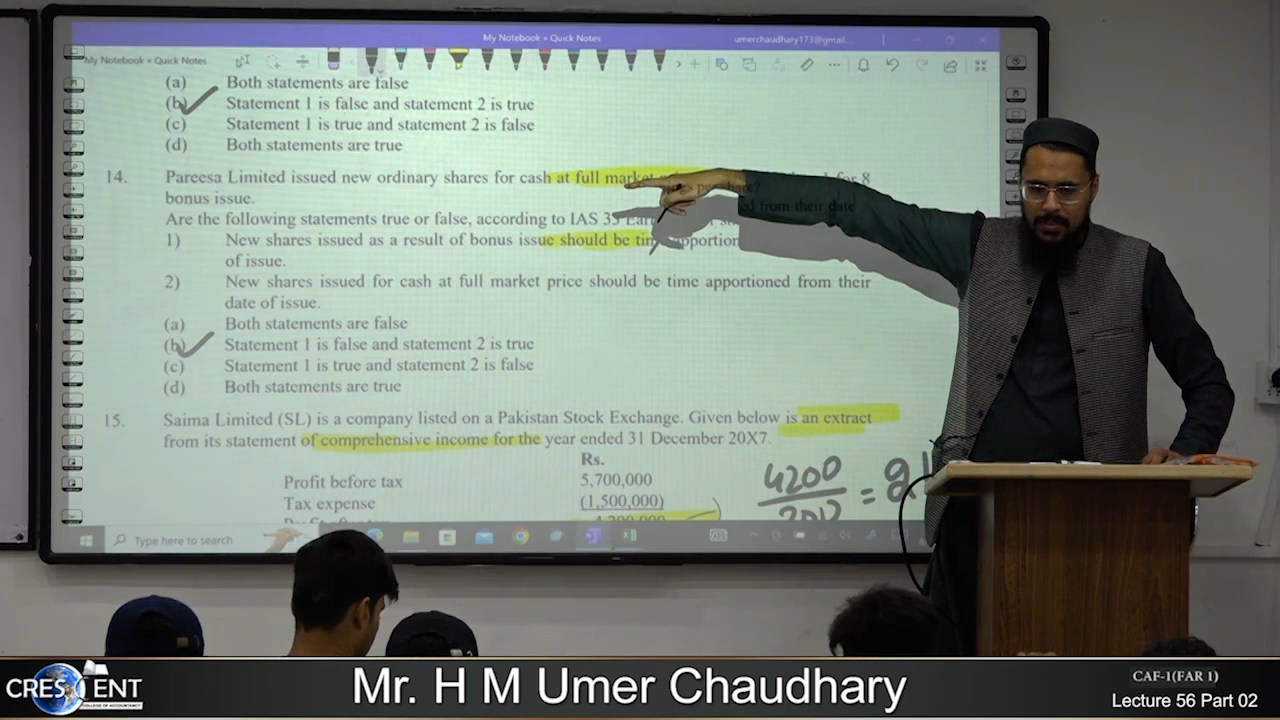 My Notebook » Quick Notes
umerchaudhary173@gmail...
My Notebook » Quick Notes
(a) Both statements are false
(b) Statement 1 is false and statement 2 is true
(c) Statement 1 is true and statement 2 is false
(d) Both statements are true
14. Pareesa Limited issued new ordinary shares for cash at full market for 8
bonus issue.
Are the following statements true or false, according to IAS 33
1) New shares issued as a result of bonus issue should be apportion from their date
of issue.
2) New shares issued for cash at full market price should be time apportioned from their
date of issue.
(a) Both statements are false
(b) Statement 1 is false and statement 2 is true
(c) Statement 1 is true and statement 2 is false
(d) Both statements are true
15. Saima Limited (SL) is a company listed on a Pakistan Stock Exchange. Given below is an extract
from its statement of comprehensive income for the year ended 31 December 20X7.
Rs.
Profit before tax 5,700,000
Tax expense (1,500,000)
4200
=
Type here to search
CRESCENT
COLLEGE OF ACCOUNTANCY
Mr. H M Umer Chaudhary
CAF-1(FAR 1)
Lecture 56 Part 02